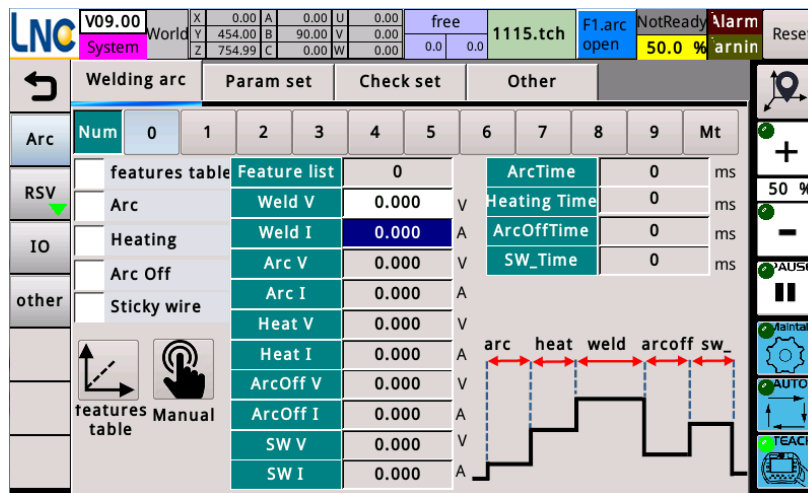 LNC V09.00 System World X 0.00 A 0.00 U 0.00 free 1115.tch F1.arc open NotReady Alarm
Y 454.00 B 90.00 V 0.00
Z 754.99 C 0.00 W 0.00 0.0 0.0 50.0 %
Welding arc Param set Check set Other
Num 0 1 2 3 4 5 6 7 8 9 Mt
Arc
RSV
IO
other
features table Feature list 0 ArcTime 0 ms
Arc Weld V 0.000 V Heating Time 0 ms
Heating Weld I 0.000 A ArcOffTime 0 ms
Arc Off Arc V 0.000 V SW_Time 0 ms
Sticky wire Arc I 0.000 A
Heat V 0.000 V
Heat I 0.000 A
ArcOff V 0.000 V
ArcOff I 0.000 A
SW V 0.000 V
SW I 0.000 A
features table
Manual
arc heat weld arcoff sw_
+
50 %
-
TEACH
AUTO